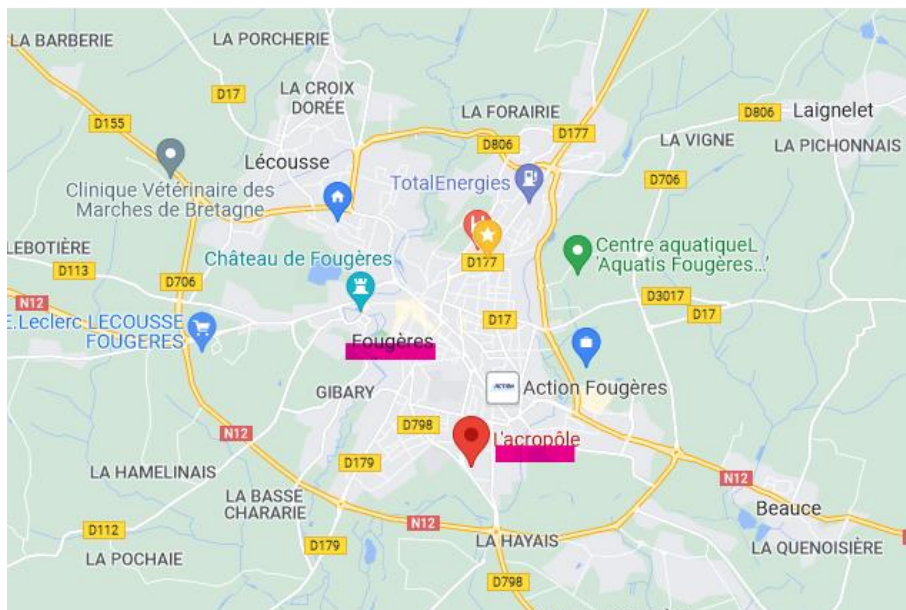 LA BARBERIE
LA PORCHERIE
D17
LA CROIX
DORÉE
LA FORAIRIE
D806
Laignelet
D155
D806
D177
LA VIGNE
LA PICHONNAIS
Lécousse
TotalEnergies
D706
Clinique Vétérinaire des
Marches de Bretagne
H
LEBOTIÈRE
D113
D706
Château de Fougères
D177
Centre aquatiqueL
'Aquatis Fougères...'
N12
D3017
D17
D17
E.Leclerc LECOUSSE
FOUGERES
Fougères
GIBARY
ACTION
Action Fougères
D798
L'acropôle
N12
D179
LA HAMELINAIS
N12
LA BASSE
CHARARIE
Beauce
N12
D112
D179
LA HAYAIS
LA QUENOISIÈRE
LA POCHAIE
D798